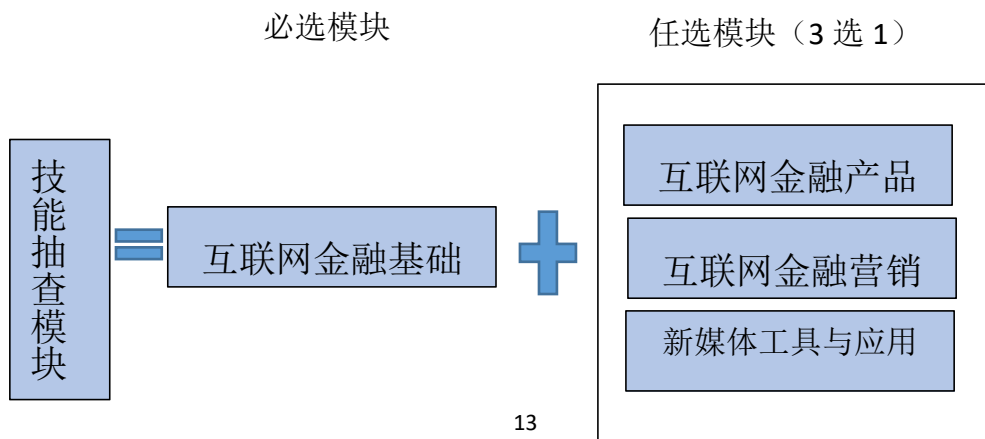 必选模块
任选模块（3 选 1）
技能抽查模块
互联网金融基础
互联网金融产品
互联网金融营销
新媒体工具与应用
13